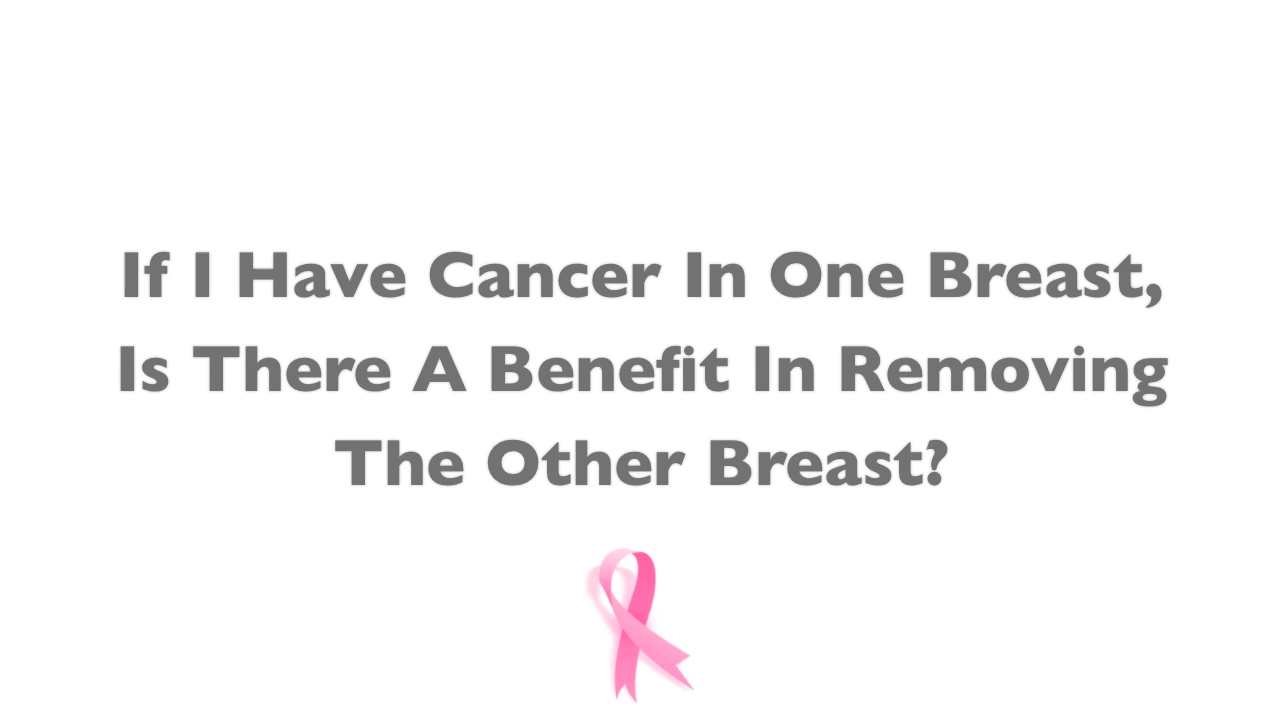 If I Have Cancer In One Breast,
Is There A Benefit In Removing
The Other Breast?